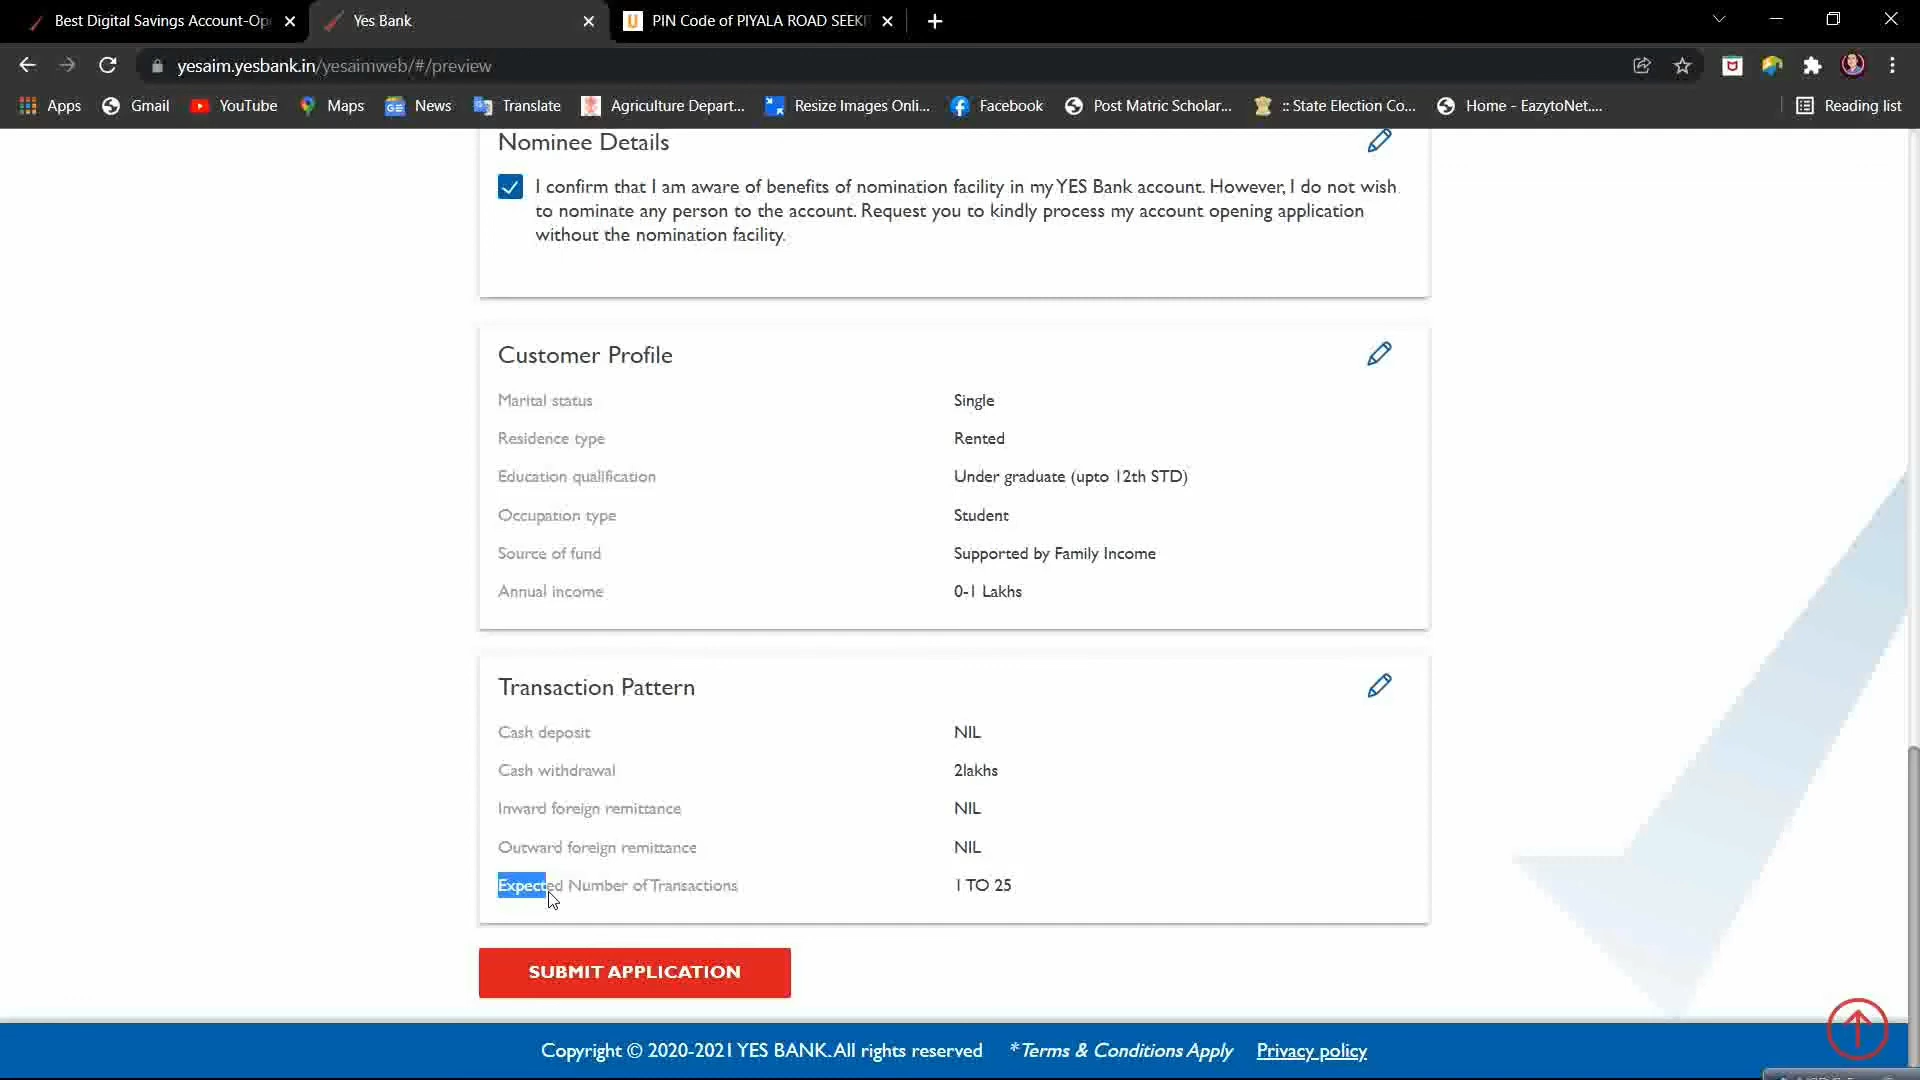 Best Digital Savings Account-Op
Yes Bank
PIN Code of PIYALA ROAD SEEKI
yesaim.yesbank.in/yesaimweb/#/preview
Apps
Gmail
YouTube
Maps
News
Translate
Agriculture Depart...
Resize Images Onli...
Facebook
Post Matric Scholar...
:: State Election Co...
Home - EazytoNet....
Reading list
Nominee Details
I confirm that I am aware of benefits of nomination facility in my YES Bank account. However, I do not wish
to nominate any person to the account. Request you to kindly process my account opening application
without the nomination facility.
Customer Profile
Marital status Single
Residence type Rented
Education qualification Under graduate (upto 12th STD)
Occupation type Student
Source of fund Supported by Family Income
Annual income 0-1 Lakhs
Transaction Pattern
Cash deposit NIL
Cash withdrawal 2lakhs
Inward foreign remittance NIL
Outward foreign remittance NIL
Expected Number of Transactions 1 TO 25
SUBMIT APPLICATION
Copyright © 2020-2021 YES BANK. All rights reserved *Terms & Conditions Apply Privacy policy